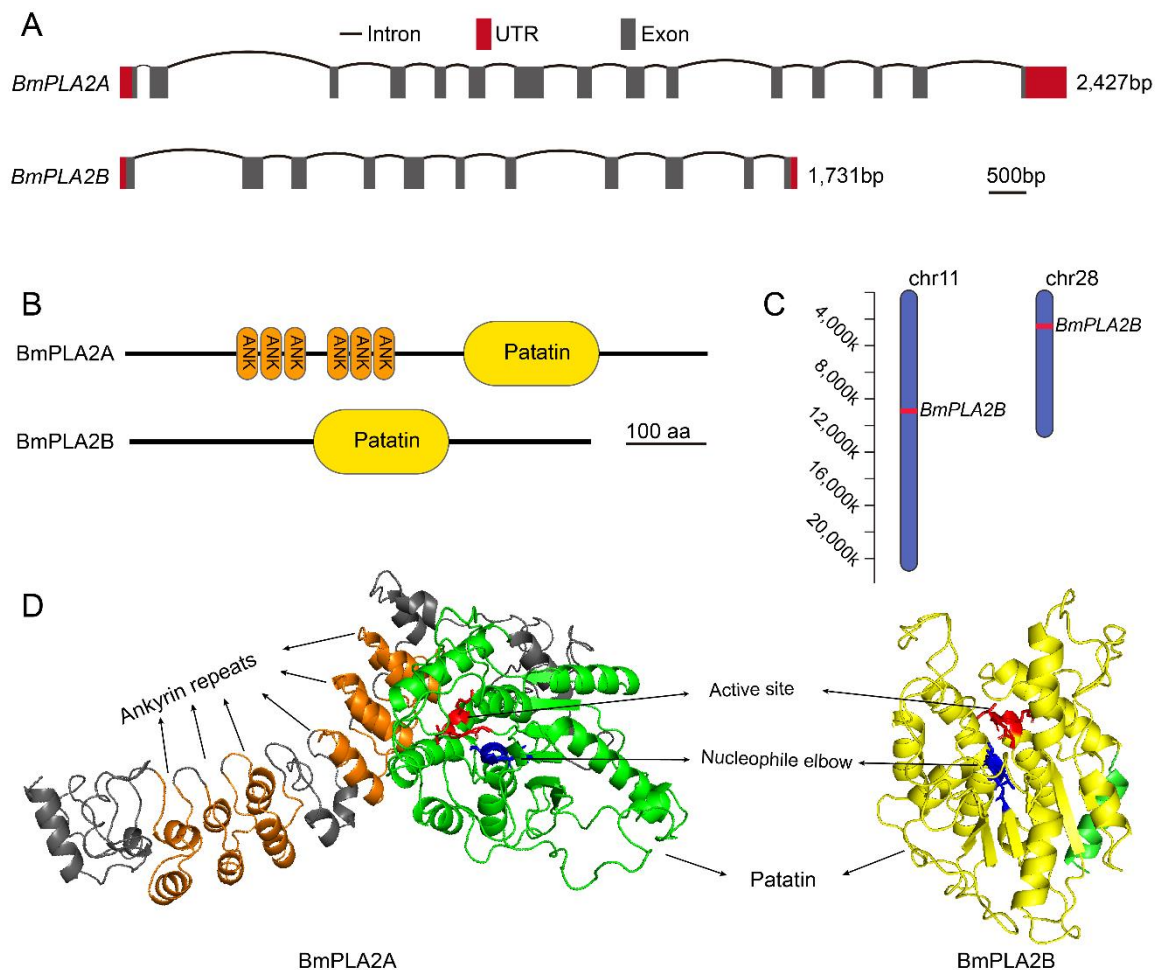 A
Intron UTR Exon
BmPLA2A
2,427bp
BmPLA2B
1,731bp
500bp
B
BmPLA2A
ANK ANK ANK ANK ANK ANK
Patatin
BmPLA2B
Patatin
100 aa
C
chr11
chr28
4,000k
8,000k
12,000k
16,000k
20,000k
BmPLA2B
BmPLA2B
D
Ankyrin repeats
Active site
Nucleophile elbow
Patatin
BmPLA2A
BmPLA2B